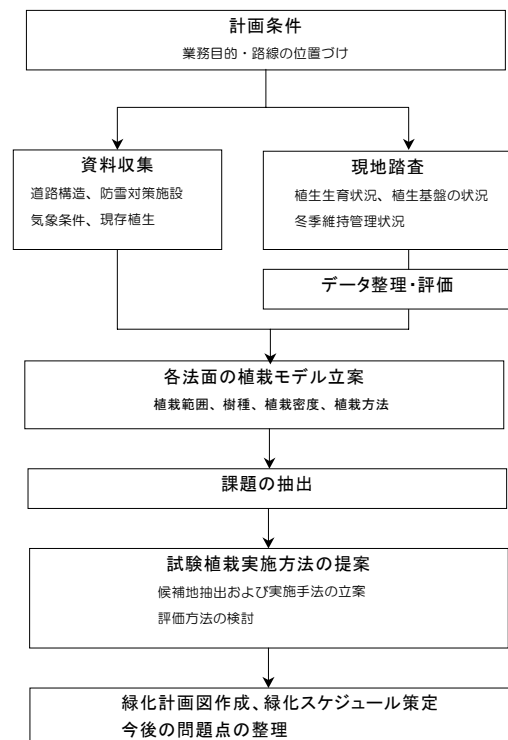 計画条件
業務目的・路線の位置づけ
資料収集
道路構造、防雪対策施設
気象条件、現存植生
現地踏査
植生生育状況、植生基盤の状況
冬季維持管理状況
データ整理・評価
各法面の植栽モデル立案
植栽範囲、樹種、植栽密度、植栽方法
課題の抽出
試験植栽実施方法の提案
候補地抽出および実施手法の立案
評価方法の検討
緑化計画図作成、緑化スケジュール策定
今後の問題点の整理